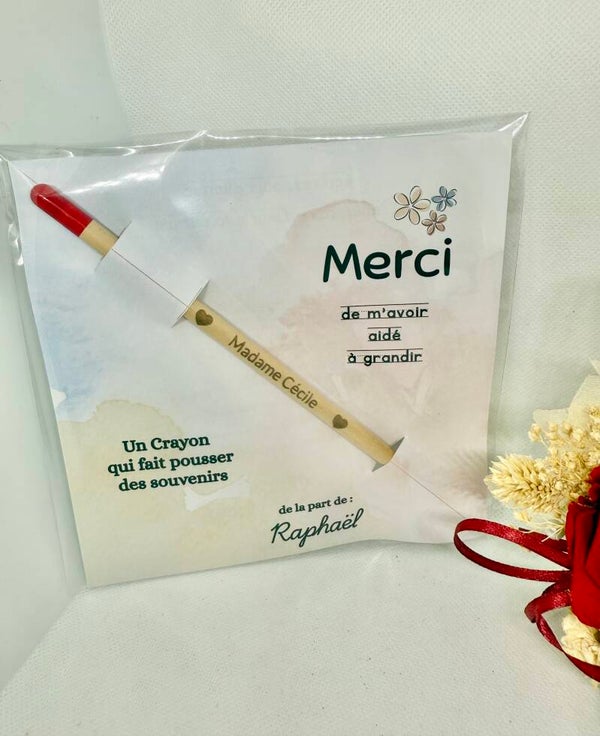 Merci
de m'avoir
aidé
à grandir
Madame Cécile
Un Crayon
qui fait pousser
des souvenirs
de la part de :
Raphaël